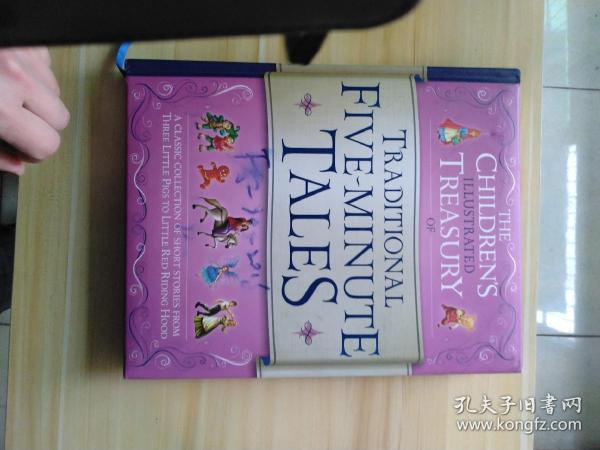 THE
CHILDREN'S
ILLUSTRATED
TREASURY
OF
TRADITIONAL
FIVE-MINUTE
TALES
A CLASSIC COLLECTION OF SHORT STORIES FROM
THREE LITTLE PIGS TO LITTLE RED RIDING HOOD
孔夫子旧书网
www.kongfz.com